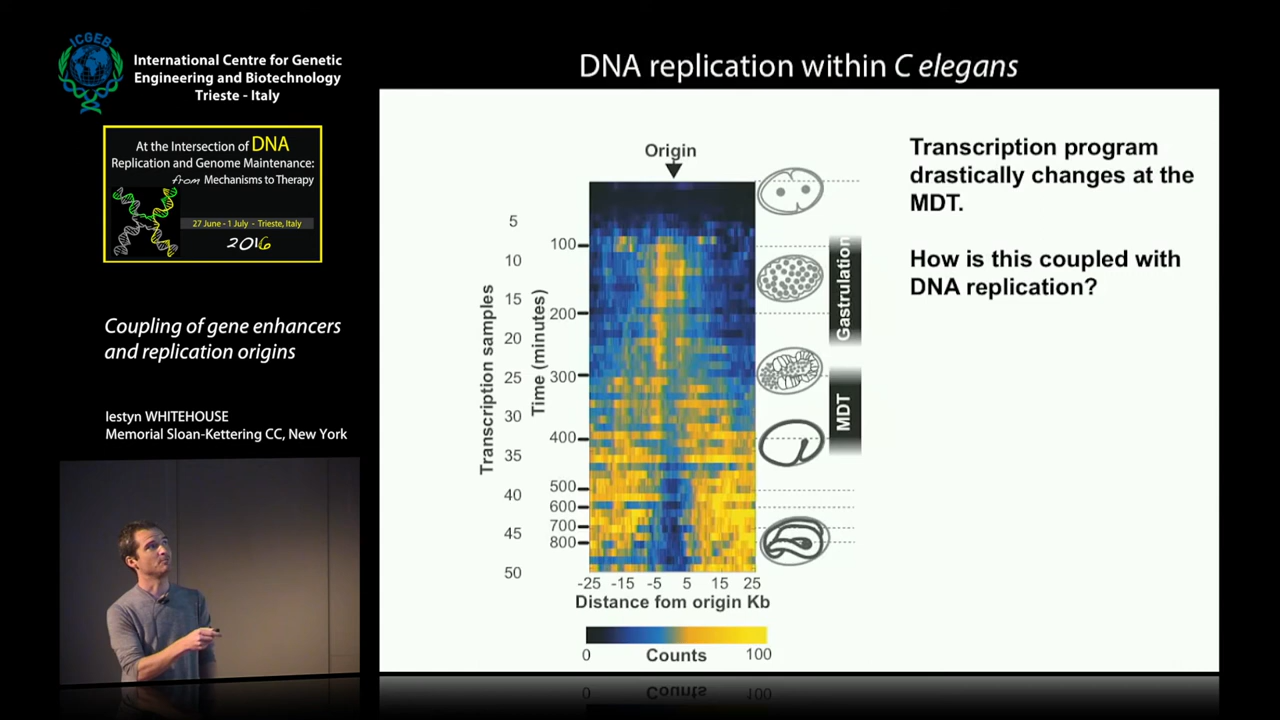 ICGEB
International Centre for Genetic
Engineering and Biotechnology
Trieste - Italy
At the Intersection of DNA
Replication and Genome Maintenance:
from Mechanisms to Therapy
27 June - 1 July - Trieste, Italy
2016
Coupling of gene enhancers
and replication origins
Iestyn WHITEHOUSE
Memorial Sloan-Kettering CC, New York
DNA replication within C elegans
Origin
Transcription samples
5
10
15
20
25
30
35
40
45
50
Time (minutes)
100
200
300
400
500
600
700
800
Gastrulation
MDT
-25 -15 -5 5 15 25
Distance fom origin Kb
0 Counts 100
Transcription program
drastically changes at the
MDT.
How is this coupled with
DNA replication?
0 Counts 100